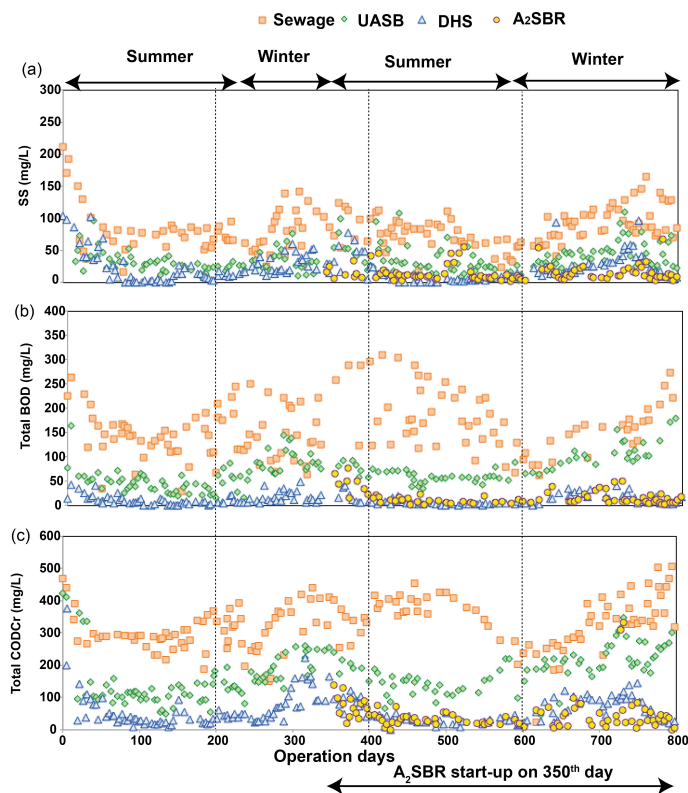 Sewage UASB DHS A2SBR
Summer Winter Summer Winter
(a)
300
250
200
150
100
50
0
SS (mg/L)
(b)
400
350
300
250
200
150
100
50
0
Total BOD (mg/L)
(c)
600
500
400
300
200
100
0
Total CODCr (mg/L)
0 100 200 300 400 500 600 700 800
Operation days
A2SBR start-up on 350th day